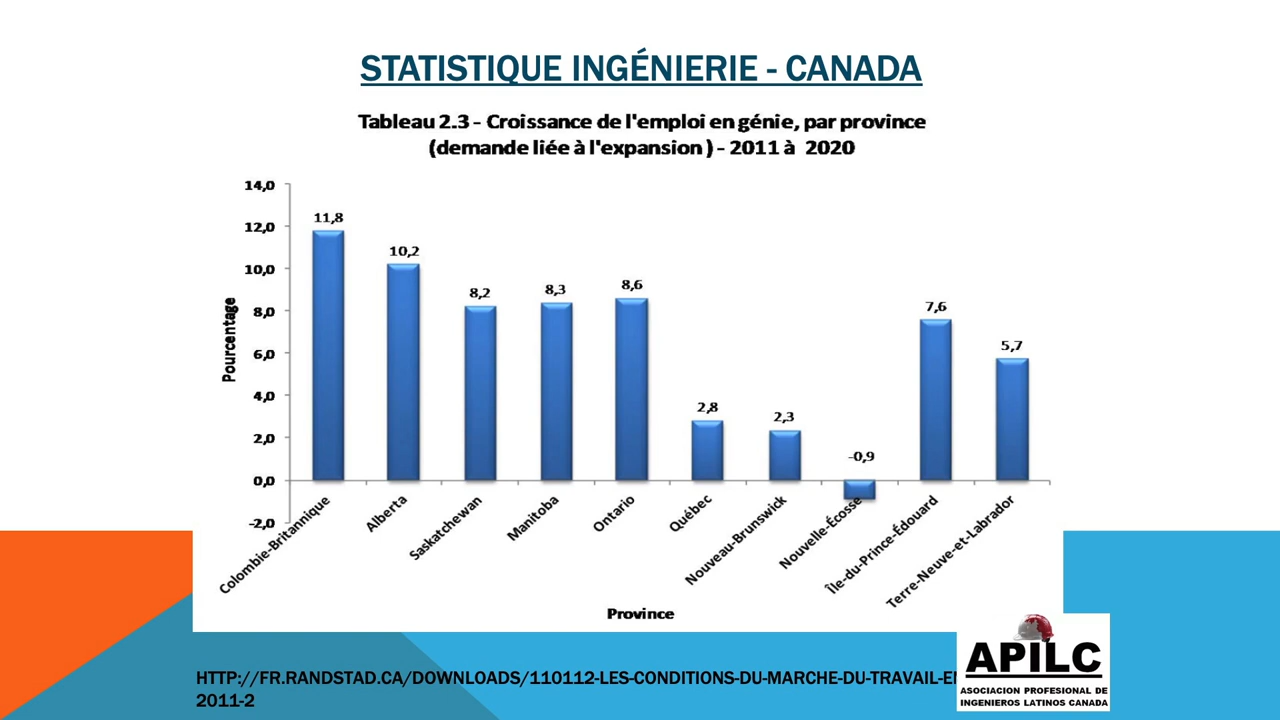 STATISTIQUE INGÉNIERIE - CANADA
Tableau 2.3 - Croissance de l'emploi en génie, par province
(demande liée à l'expansion ) - 2011 à 2020
Pourcentage
14,0
12,0
10,0
8,0
6,0
4,0
2,0
0,0
-2,0
11,8
10,2
8,2
8,3
8,6
2,8
2,3
-0,9
7,6
5,7
Colombie-Britannique
Alberta
Saskatchewan
Manitoba
Ontario
Québec
Nouveau-Brunswick
Nouvelle-Écosse
Île-du-Prince-Édouard
Terre-Neuve-et-Labrador
Province
HTTP://FR.RANDSTAD.CA/DOWNLOADS/110112-LES-CONDITIONS-DU-MARCHE-DU-TRAVAIL-
2011-2
APILC
ASOCIACION PROFESIONAL DE
INGENIEROS LATINOS CANADA